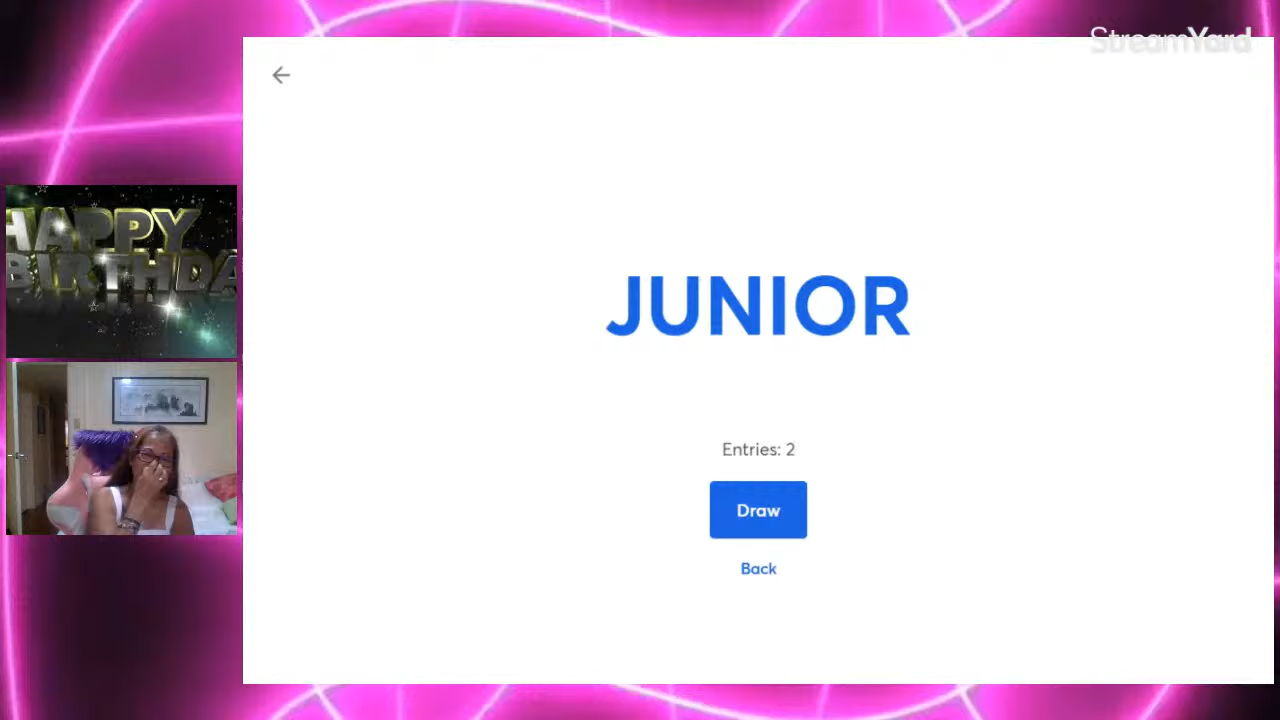 StreamYard
HAPPY
BIRTHDA
JUNIOR
Entries: 2
Draw
Back